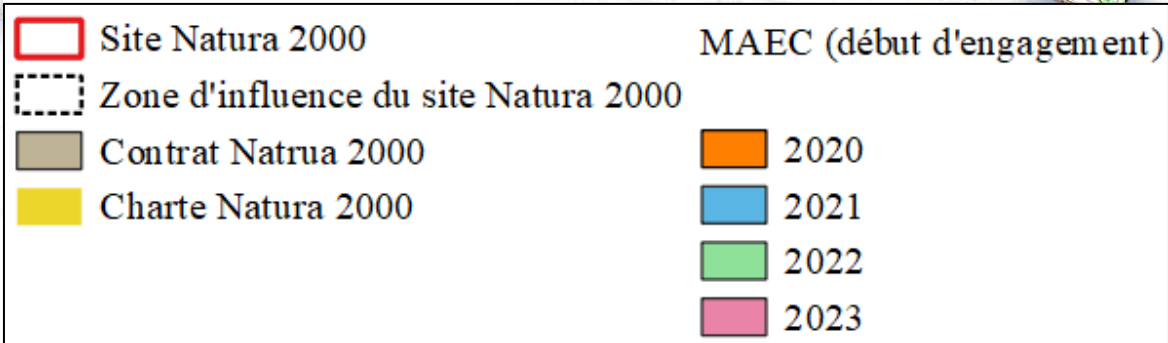 Site Natura 2000
Zone d'influence du site Natura 2000
Contrat Natrua 2000
Charte Natura 2000
MAEC (début d'engagement)
2020
2021
2022
2023